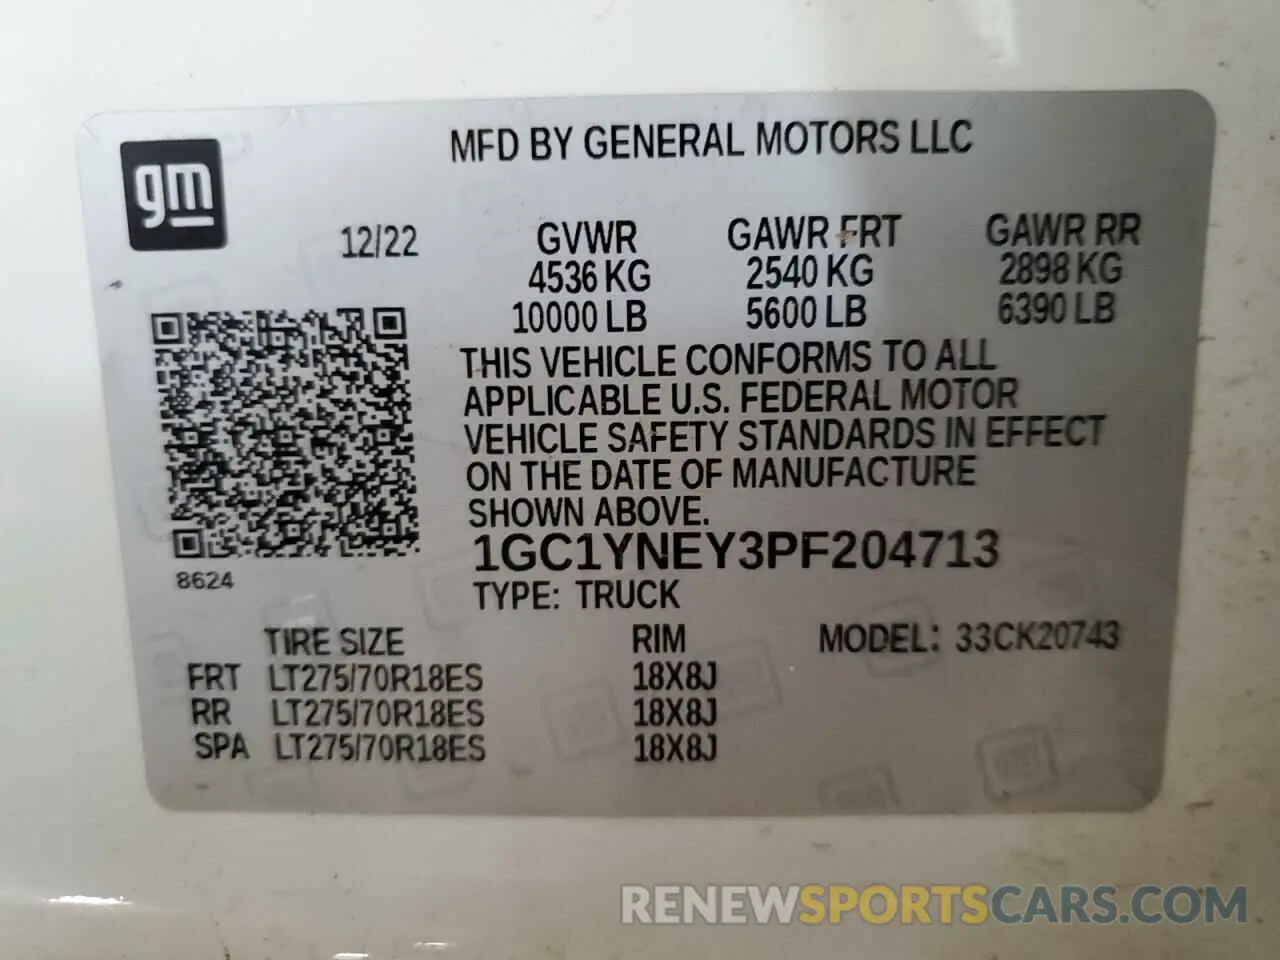 MFD BY GENERAL MOTORS LLC
gm
12/22
GVWR GAWR FRT GAWR RR
4536 KG 2540 KG 2898 KG
10000 LB 5600 LB 6390 LB
THIS VEHICLE CONFORMS TO ALL
APPLICABLE U.S. FEDERAL MOTOR
VEHICLE SAFETY STANDARDS IN EFFECT
ON THE DATE OF MANUFACTURE
SHOWN ABOVE.
1GC1YNEY3PF204713
8624
TYPE: TRUCK
TIRE SIZE RIM MODEL: 33CK20743
FRT LT275/70R18ES 18X8J
RR LT275/70R18ES 18X8J
SPA LT275/70R18ES 18X8J
RENEWSPORTSCARS.COM